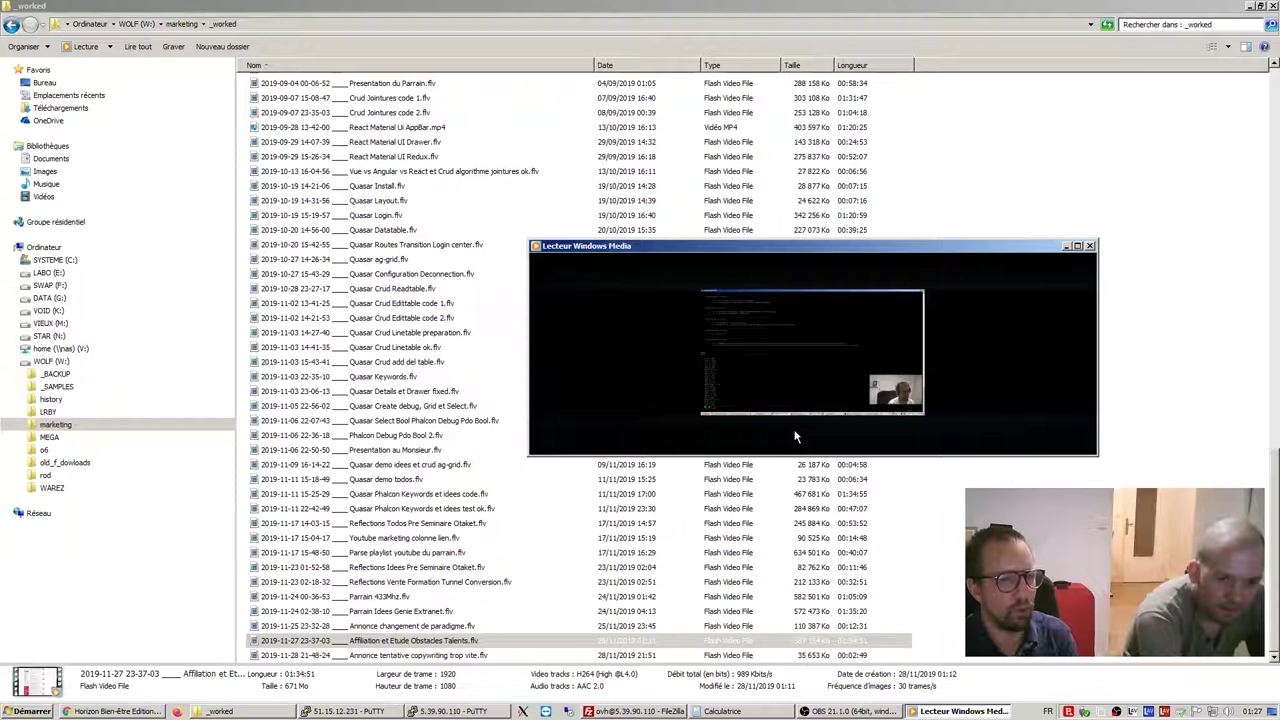 _worked
Ordinateur ▸ WOLF (W:) ▸ marketing ▸ _worked
Rechercher dans : _worked
Organiser Lecture Lire tout Graver Nouveau dossier
Nom Date Type Taille Longueur
Favoris
Bureau
Emplacements récents
Téléchargements
OneDrive
Bibliothèques
Documents
Images
Musique
Vidéos
Groupe résidentiel
Ordinateur
SYSTEME (C:)
LABO (E:)
SWAP (F:)
DATA (G:)
VOID (K:)
VIEUX (M:)
STAR (N:)
home (\\nas) (V:)
WOLF (W:)
_BACKUP
_SAMPLES
history
LRBY
marketing
MEGA
o6
old_f_dowloads
rod
WAREZ
Réseau
2019-09-04 00-06-52 ____ Presentation du Parrain.flv 04/09/2019 01:05 Flash Video File 288 158 Ko 00:58:34
2019-09-07 15-08-47 ____ Crud Jointures code 1.flv 07/09/2019 16:40 Flash Video File 303 108 Ko 01:31:47
2019-09-07 23-35-03 ____ Crud Jointures code 2.flv 08/09/2019 00:39 Flash Video File 253 128 Ko 01:04:18
2019-09-28 13-42-00 ____ React Material Ui AppBar.mp4 13/10/2019 16:13 Vidéo MP4 403 597 Ko 01:20:25
2019-09-29 14-07-39 ____ React Material UI Drawer.flv 29/09/2019 14:32 Flash Video File 143 318 Ko 00:24:53
2019-09-29 15-26-34 ____ React Material UI Redux.flv 29/09/2019 16:18 Flash Video File 275 837 Ko 00:52:07
2019-10-13 16-04-56 ____ Vue vs Angular vs React et Crud algorithme jointures ok.flv 13/10/2019 16:11 Flash Video File 27 822 Ko 00:06:56
2019-10-19 14-21-06 ____ Quasar Install.flv 19/10/2019 14:28 Flash Video File 28 877 Ko 00:07:15
2019-10-19 14-31-56 ____ Quasar Layout.flv 19/10/2019 14:39 Flash Video File 24 622 Ko 00:07:16
2019-10-19 15-19-57 ____ Quasar Login.flv 19/10/2019 16:40 Flash Video File 342 256 Ko 01:20:59
2019-10-20 14-56-00 ____ Quasar Datatable.flv 20/10/2019 15:35 Flash Video File 227 073 Ko 00:39:25
2019-10-20 15-42-55 ____ Quasar Routes Transition Login center.flv
2019-10-27 14-26-34 ____ Quasar ag-grid.flv
2019-10-27 15-43-29 ____ Quasar Configuration Deconnection.flv
2019-10-28 23-27-17 ____ Quasar Crud Readtable.flv
2019-11-02 13-41-25 ____ Quasar Crud Edittable code 1.flv
2019-11-02 23-24-41 ____ Quasar Crud Edittable code 2.flv
2019-11-03 14-27-40 ____ Quasar Crud Linetable preparation.flv
2019-11-03 14-41-35 ____ Quasar Crud Linetable ok.flv
2019-11-03 15-43-41 ____ Quasar Crud add del table.flv
2019-11-03 22-35-10 ____ Quasar Keywords.flv
2019-11-04 22-53-06 ____ Quasar Details et Drawer fixed.flv
2019-11-05 22-56-02 ____ Quasar Create debug, Grid et Select.flv
2019-11-06 22-07-43 ____ Quasar Select Bool Phalcon Debug Pdo Bool.flv
2019-11-06 22-36-18 ____ Phalcon Debug Pdo Bool 2.flv
2019-11-06 22-50-50 ____ Presentation au Monsieur.flv
2019-11-09 16-14-22 ____ Quasar demo idees et crud ag-grid.flv 09/11/2019 16:19 Flash Video File 26 187 Ko 00:04:58
2019-11-11 15-18-49 ____ Quasar demo todos.flv 11/11/2019 15:25 Flash Video File 23 783 Ko 00:06:34
2019-11-11 15-25-29 ____ Quasar Phalcon Keywords et idees code.flv 11/11/2019 17:00 Flash Video File 467 681 Ko 01:34:55
2019-11-11 22-42-49 ____ Quasar Phalcon Keywords et idees test ok.flv 11/11/2019 23:30 Flash Video File 284 869 Ko 00:47:07
2019-11-17 14-03-15 ____ Reflections Todos Pre Seminaire Otaket.flv 17/11/2019 14:57 Flash Video File 245 884 Ko 00:53:52
2019-11-17 15-04-17 ____ Youtube marketing colonne lien.flv 17/11/2019 15:19 Flash Video File 90 525 Ko 00:14:48
2019-11-17 15-48-50 ____ Parse playlist youtube du parrain.flv 17/11/2019 16:29 Flash Video File 634 501 Ko 00:40:07
2019-11-23 01-52-58 ____ Reflections Idees Pre Seminaire Otaket.flv 23/11/2019 02:13 Flash Video File 82 762 Ko 00:20:54
2019-11-23 02-18-32 ____ Reflections Vente Formation Tunnel Conversion.flv 23/11/2019 02:51 Flash Video File 212 133 Ko 00:32:51
2019-11-24 00-36-53 ____ Parrain 433Mhz.flv 24/11/2019 01:42 Flash Video File 582 501 Ko 01:05:09
2019-11-24 02-38-10 ____ Parrain Idees Genie Extranet.flv 24/11/2019 04:13 Flash Video File 572 473 Ko 01:35:20
2019-11-25 23-32-28 ____ Annonce changement de paradigme.flv 25/11/2019 23:45 Flash Video File 110 387 Ko 00:12:31
2019-11-27 23-37-03 ____ Affiliation et Etude Obstades Talents.flv Flash Video File 01:34:51
2019-11-28 21-48-24 ____ Annonce tentative copywriting trop vite.flv 28/11/2019 21:51 Flash Video File 35 653 Ko 00:02:49
Lecteur Windows Media
2019-11-27 23-37-03 ____ Affiliation et Et... Longueur : 01:34:51 Largeur de trame : 1920 Video tracks : H264 (High @L4.0) Débit total (en bits) : 989 Kbits/s Date de création : 28/11/2019 01:12
Flash Video File Taille : 671 Mo Hauteur de trame : 1080 Audio tracks : AAC 2.0 Modifié le : 28/11/2019 01:11 Fréquence d'images : 30 trames/s
Démarrer Horizon Bien-être Edition... _worked 51.15.12.231 - PuTTY 5.39.90.110 - PuTTY ovh@5.39.90.110 - FileZilla Calculatrice OBS 21.1.0 (64bit, wind... Lecteur Windows Med... FR 01:27